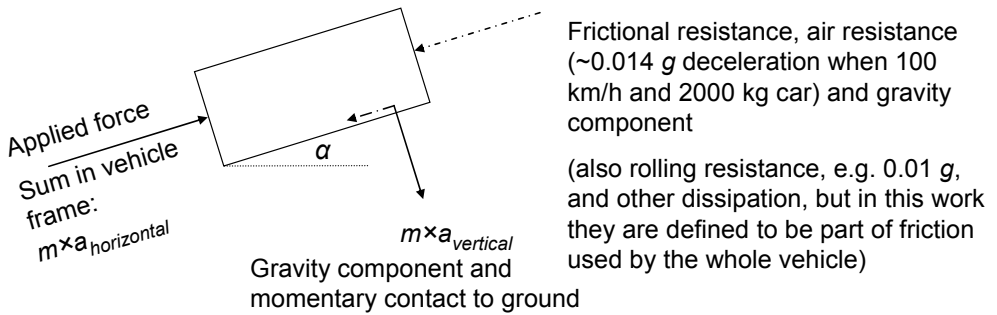 Applied force
Sum in vehicle
frame:
m×a_horizontal
α
m×a_vertical
Gravity component and
momentary contact to ground
Frictional resistance, air resistance
(~0.014 g deceleration when 100
km/h and 2000 kg car) and gravity
component
(also rolling resistance, e.g. 0.01 g,
and other dissipation, but in this work
they are defined to be part of friction
used by the whole vehicle)